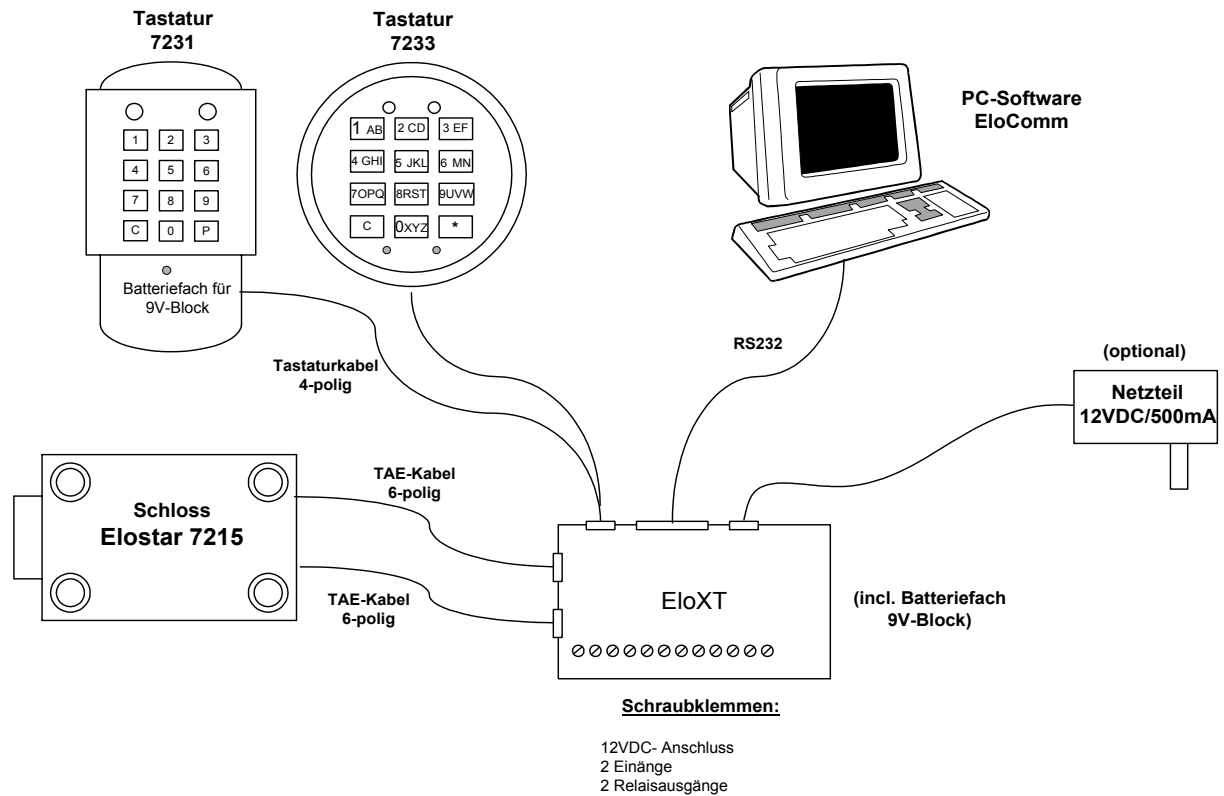 Tastatur
7231
Tastatur
7233
1
2
3
4
5
6
7
8
9
C
0
P
1 AB
2 CD
3 EF
4 GHI
5 JKL
6 MN
7OPQ
8RST
9UVW
C
0XYZ
*
Batteriefach für
9V-Block
PC-Software
EloComm
Tastaturkabel
4-polig
RS232
(optional)
Netzteil
12VDC/500mA
Schloss
Elostar 7215
TAE-Kabel
6-polig
TAE-Kabel
6-polig
EloXT
(incl. Batteriefach
9V-Block)
Schraubklemmen:
12VDC- Anschluss
2 Einänge
2 Relaisausgänge